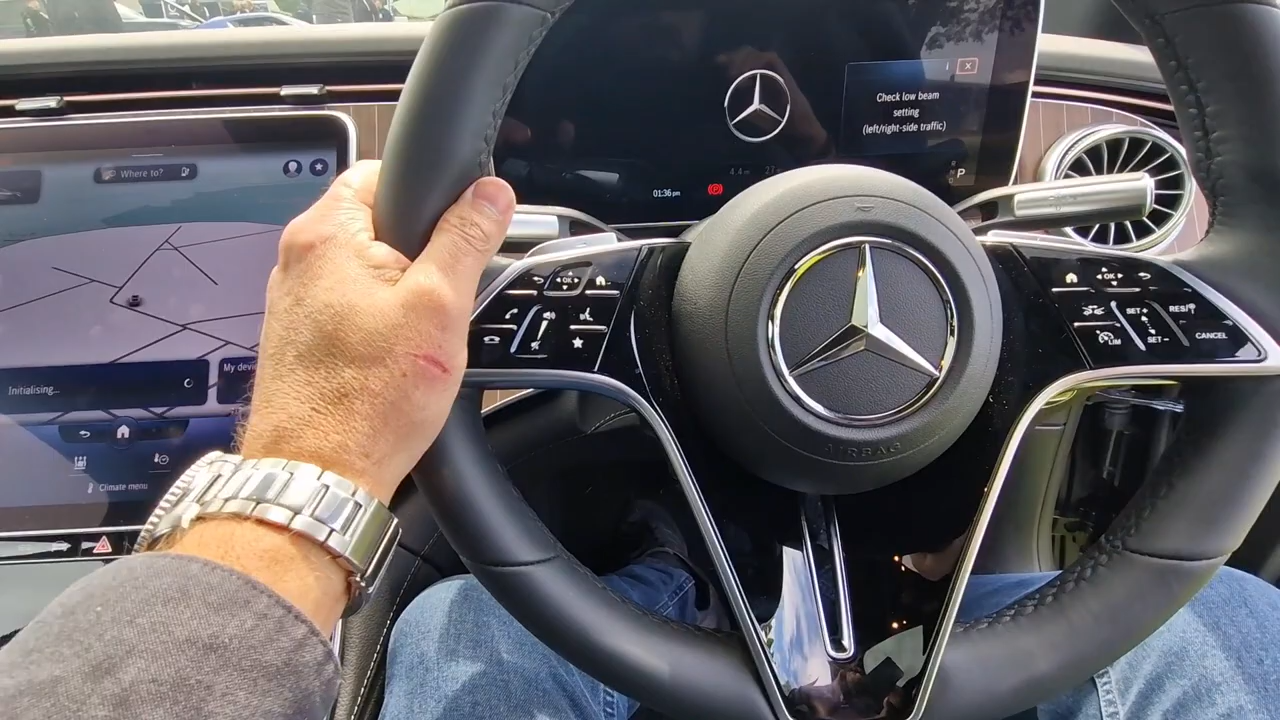 Where to?
Initialising...
My devi
Climate menu
Check low beam
setting
(left/right-side traffic)
01:36 pm
P
OK
OK
SET+
RES/
LIM
SET-
CANCEL
AIRBAG